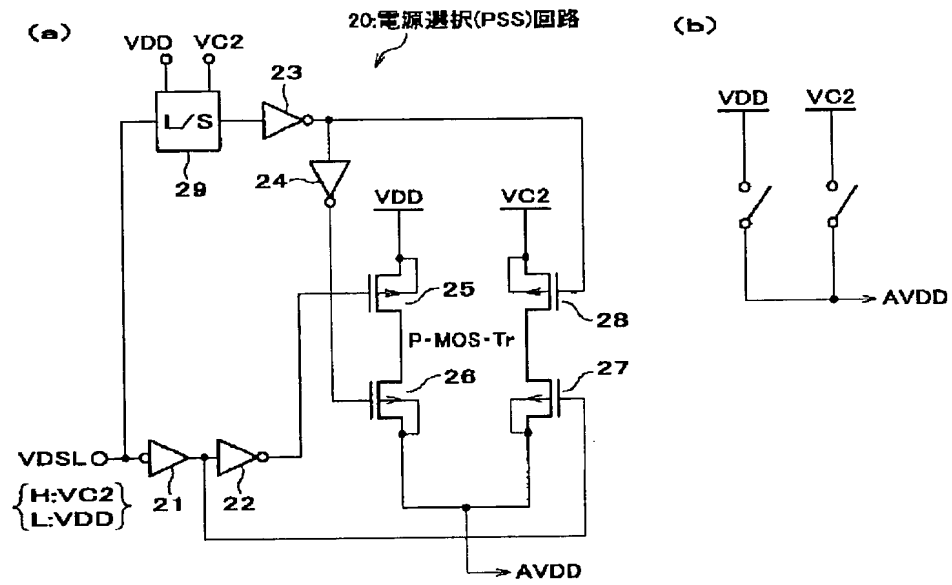 20:電源選択(PSS)回路
(a)
(b)
VDD VC2
23
L/S
29
24
VDD
VC2
VDD
VC2
25
28
P-MOS-Tr
AVDD
26
27
VDSL
21
22
{H:VC2
L:VDD}
AVDD